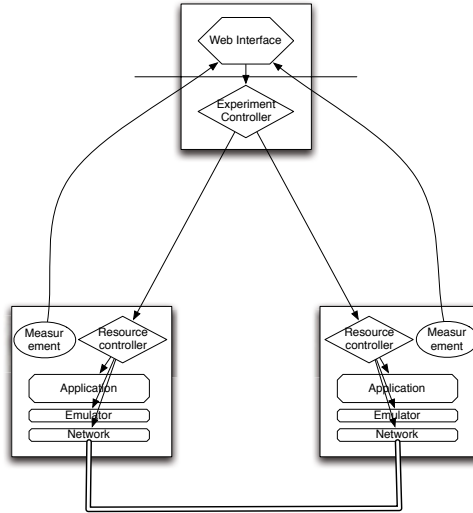 Web Interface
Experiment
Controller
Measur
ement
Resource
controller
Application
Emulator
Network
Resource
controller
Measur
ement
Application
Emulator
Network